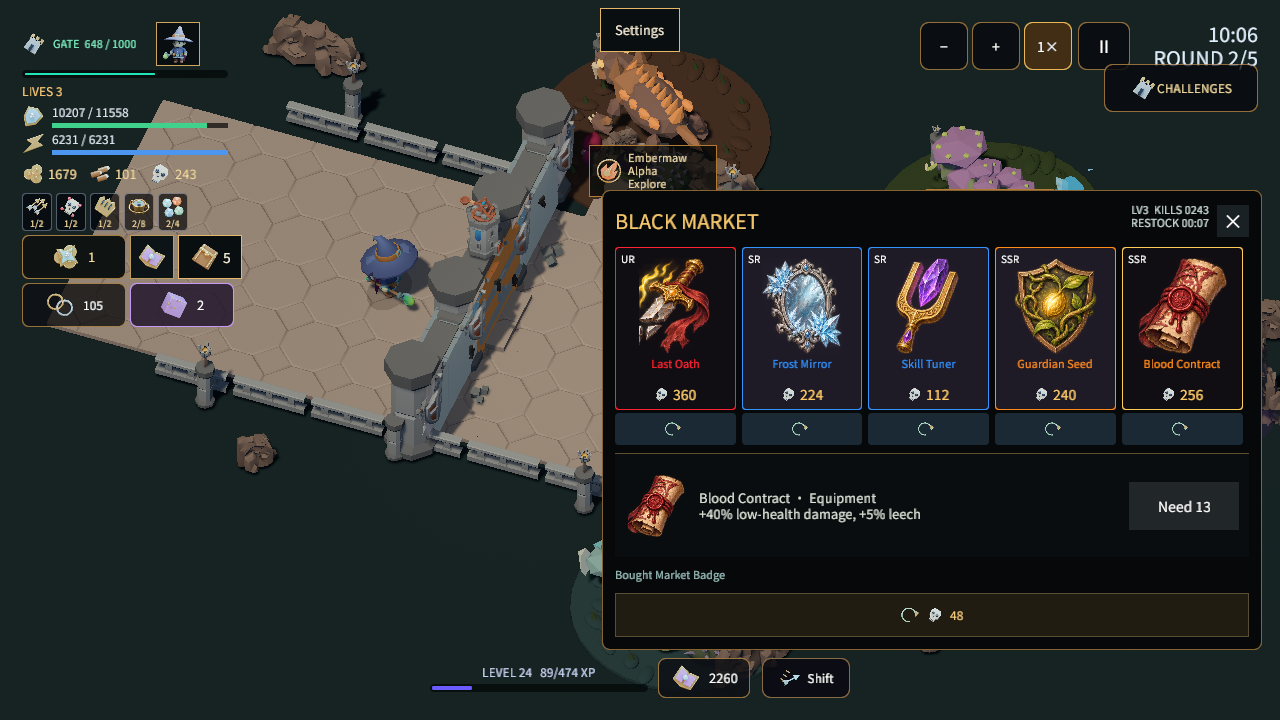 GATE 648 / 1000
LIVES 3
10207 / 11558
6231 / 6231
1679
101
243
1/2
1/2
1/2
2/8
2/4
1
5
105
2
Settings
−
+
1×
10:06
ROUND 2/5
CHALLENGES
Embermaw
Alpha
Explore
BLACK MARKET
LV3 KILLS 0243
RESTOCK 00:07
UR
Last Oath
360
SR
Frost Mirror
224
SR
Skill Tuner
112
SSR
Guardian Seed
240
SSR
Blood Contract
256
Blood Contract • Equipment
+40% low-health damage, +5% leech
Need 13
Bought Market Badge
48
LEVEL 24 89/474 XP
2260
Shift